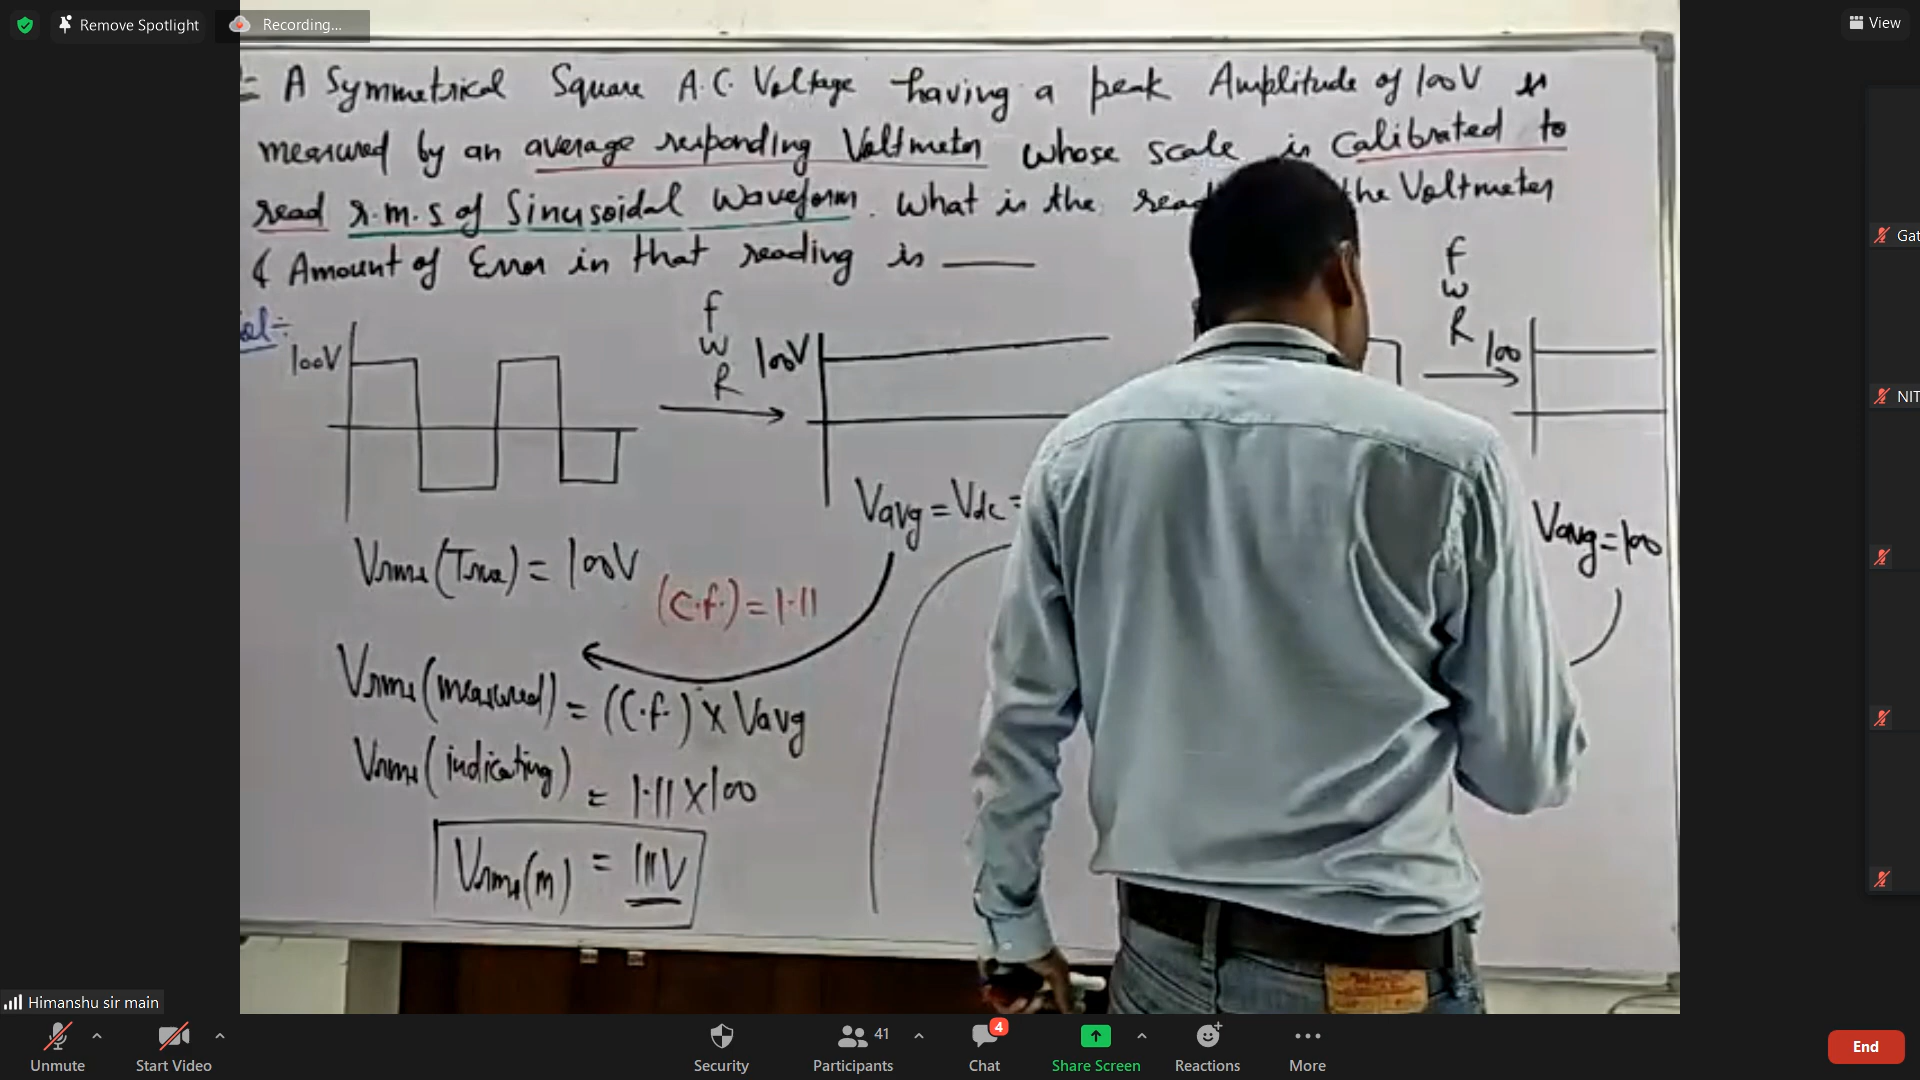 Remove Spotlight
Recording...
View
:= A Symmetrical Square A.C. Voltage having a peak Amplitude of 100V is
measured by an average responding Voltmeter whose scale is calibrated to
read r.m.s of Sinusoidal Waveform. What is the the Voltmeter
& Amount of Error in that reading is ____
Sol:-
100V
f
W
R
100V
f
W
R
100
Vavg = Vdc =
Vavg = 100
Vrms (True) = 100V
(C.f.) = 1.11
Vrms (measured) = (C.f.) x Vavg
Vrms (indicating) = 1.11 X 100
Vrms (m) = 111V
Gat
NIT
Himanshu sir main
Unmute
Start Video
Security
41
Participants
4
Chat
Share Screen
Reactions
More
End